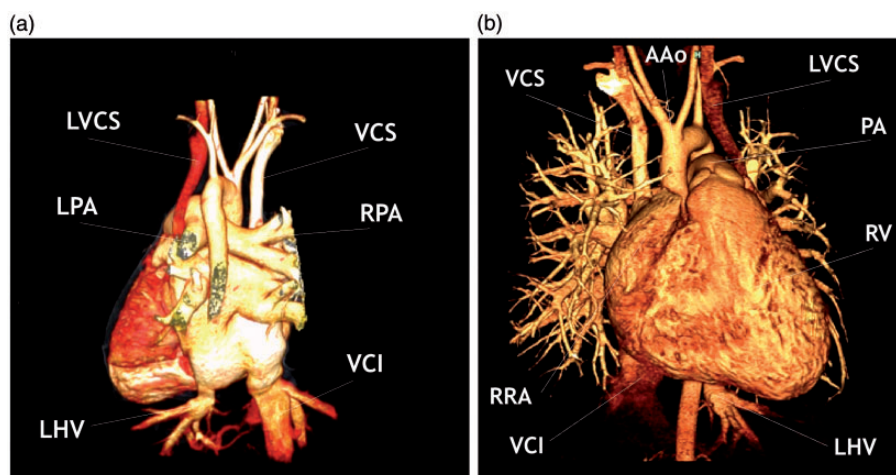 (a)
LVCS
VCS
LPA
RPA
VCI
LHV
(b)
AAo
VCS
LVCS
PA
RV
RRA
VCI
LHV